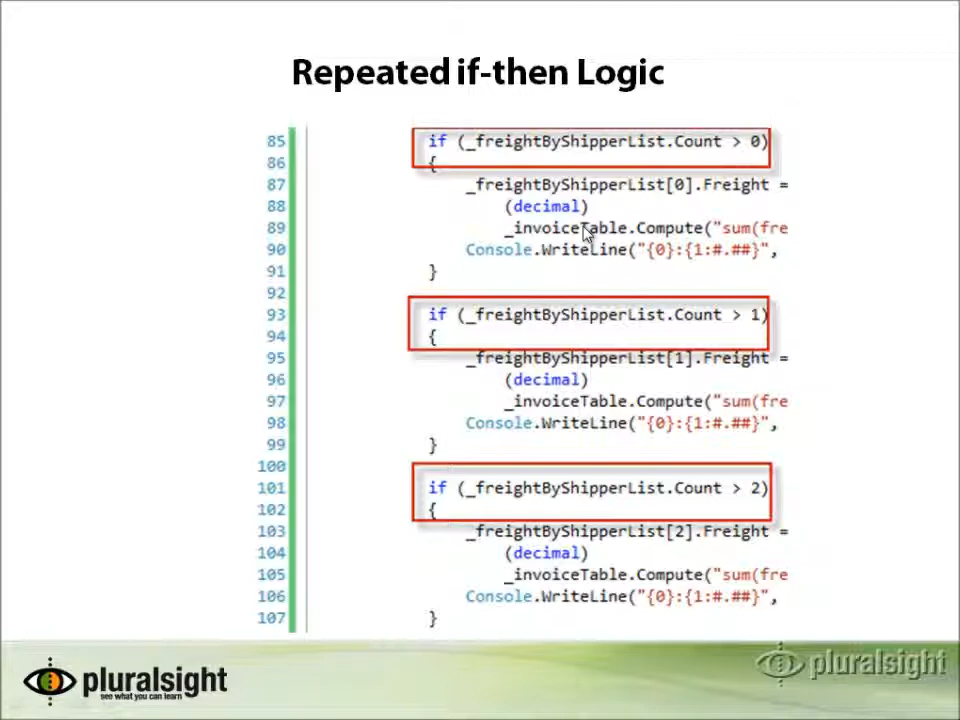 Repeated if-then Logic
85 if (_freightByShipperList.Count > 0)
86 {
87 _freightByShipperList[0].Freight =
88 (decimal)
89 _invoiceTable.Compute("sum(fre
90 Console.WriteLine("{0}:{1:#.##}",
91 }
92
93 if (_freightByShipperList.Count > 1)
94 {
95 _freightByShipperList[1].Freight =
96 (decimal)
97 _invoiceTable.Compute("sum(fre
98 Console.WriteLine("{0}:{1:#.##}",
99 }
100
101 if (_freightByShipperList.Count > 2)
102 {
103 _freightByShipperList[2].Freight =
104 (decimal)
105 _invoiceTable.Compute("sum(fre
106 Console.WriteLine("{0}:{1:#.##}",
107 }
pluralsight
see what you can learn
pluralsight